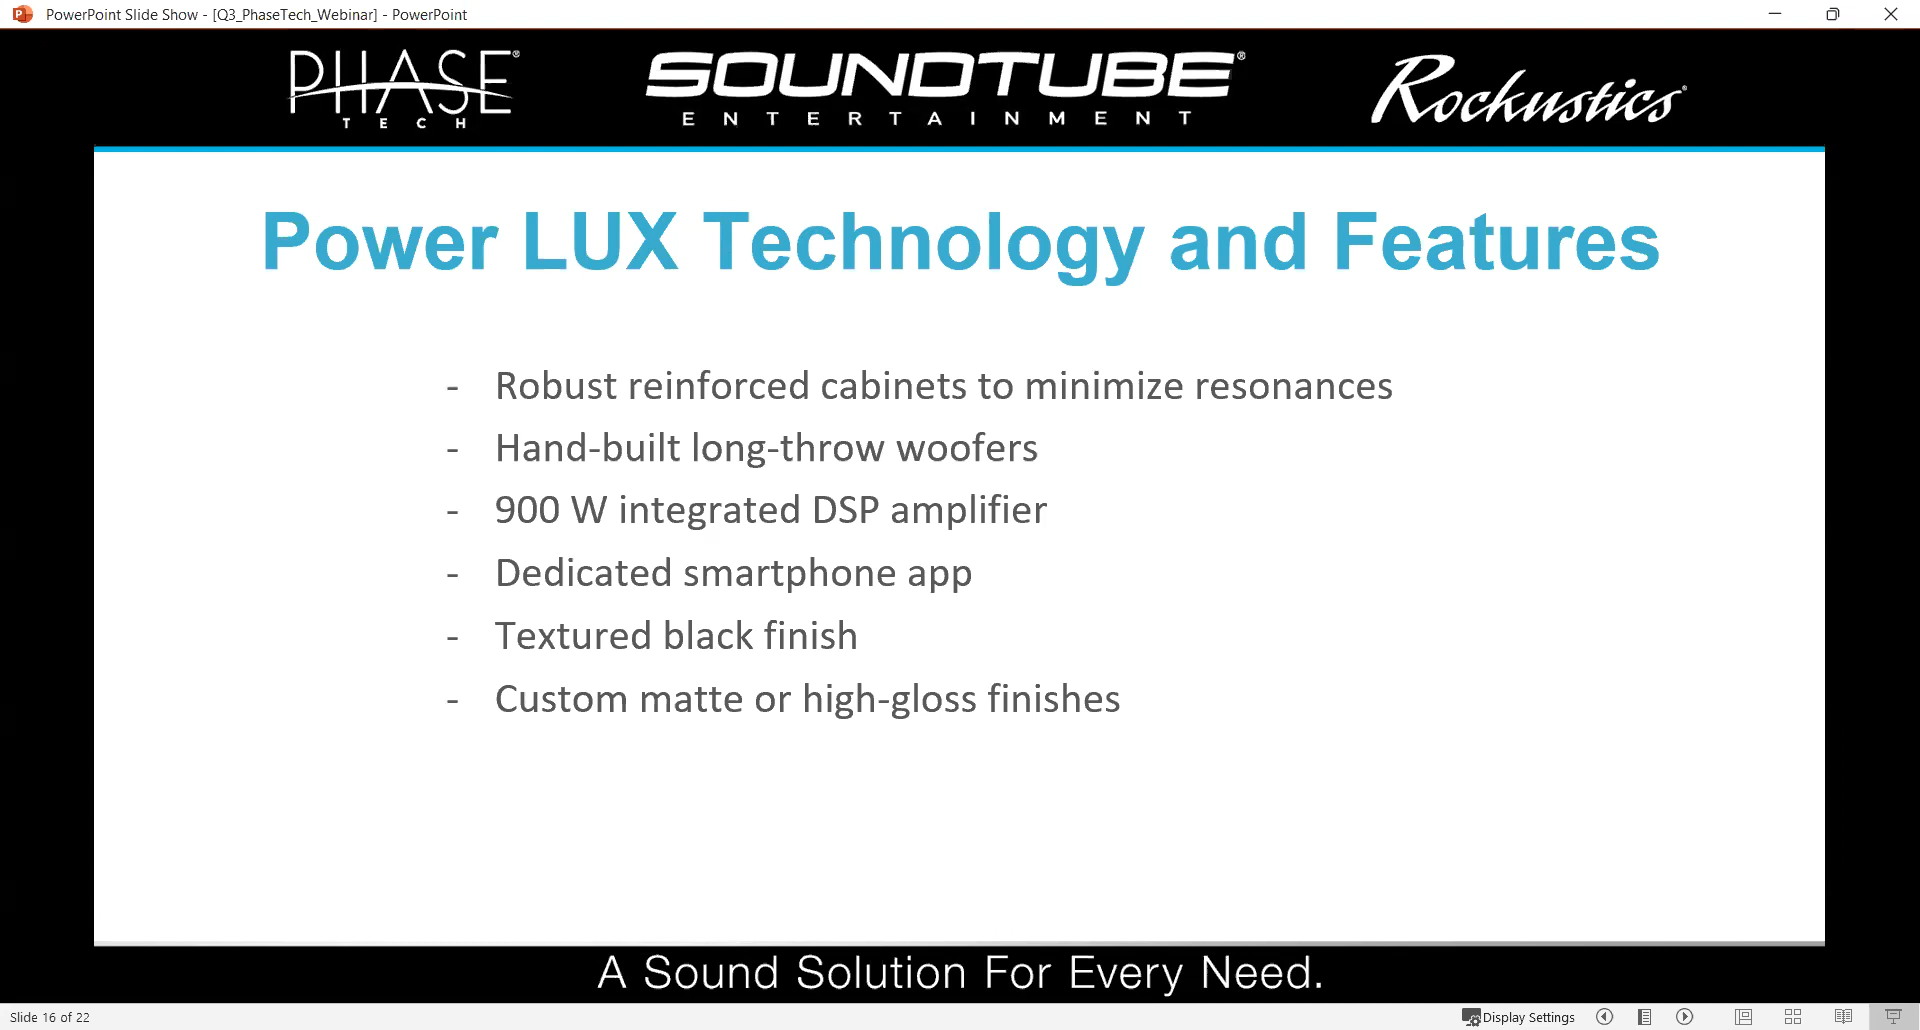 PowerPoint Slide Show - [Q3_PhaseTech_Webinar] - PowerPoint
PHASE®
TECH
SOUNDTUBE®
ENTERTAINMENT
Rockustics®
Power LUX Technology and Features
- Robust reinforced cabinets to minimize resonances
- Hand-built long-throw woofers
- 900 W integrated DSP amplifier
- Dedicated smartphone app
- Textured black finish
- Custom matte or high-gloss finishes
A Sound Solution For Every Need.
Slide 16 of 22
Display Settings